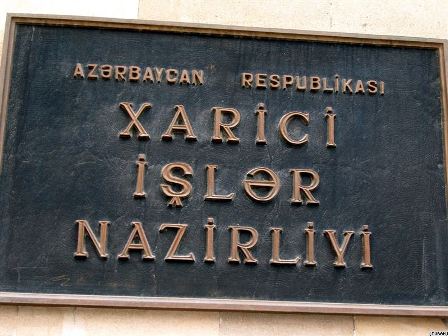 AZƏRBAYCAN RESPUBLİKASI
XARİCİ
İŞLƏR
NAZİRLİYİ